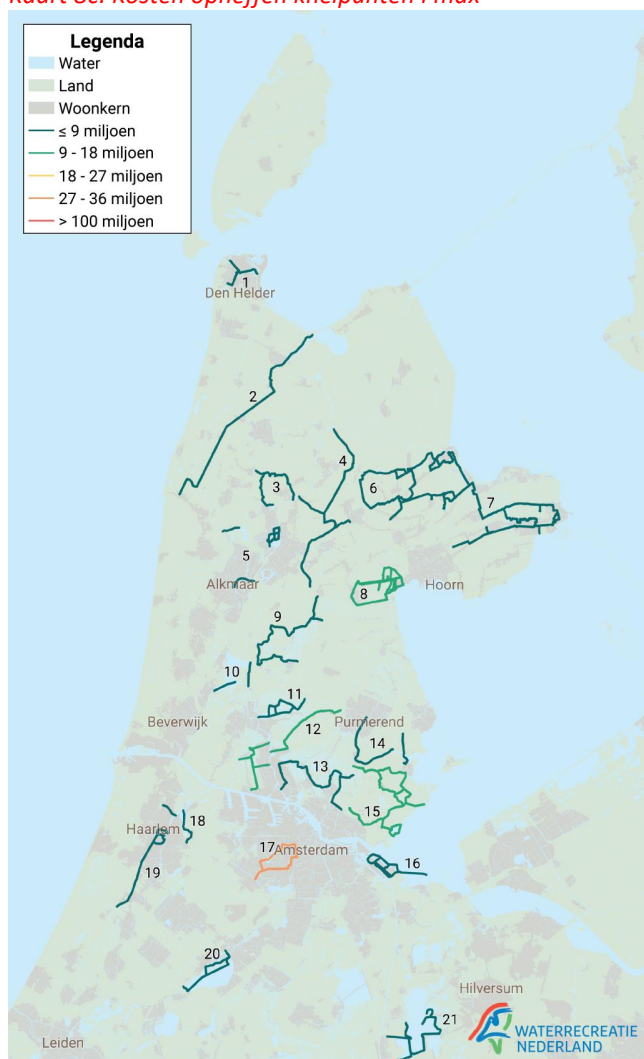 Kaart 8c: Kosten opheffen knelpunten Fmax
Legenda
Water
Land
Woonkern
≤ 9 miljoen
9 - 18 miljoen
18 - 27 miljoen
27 - 36 miljoen
> 100 miljoen
1
Den Helder
2
4
3
6
7
5
Alkmaar
8
Hoorn
9
10
11
Beverwijk
12
Purmerend
14
13
15
18
Haarlem
17
Amsterdam
16
19
20
Hilversum
21
WATERRECREATIE
NEDERLAND
Leiden